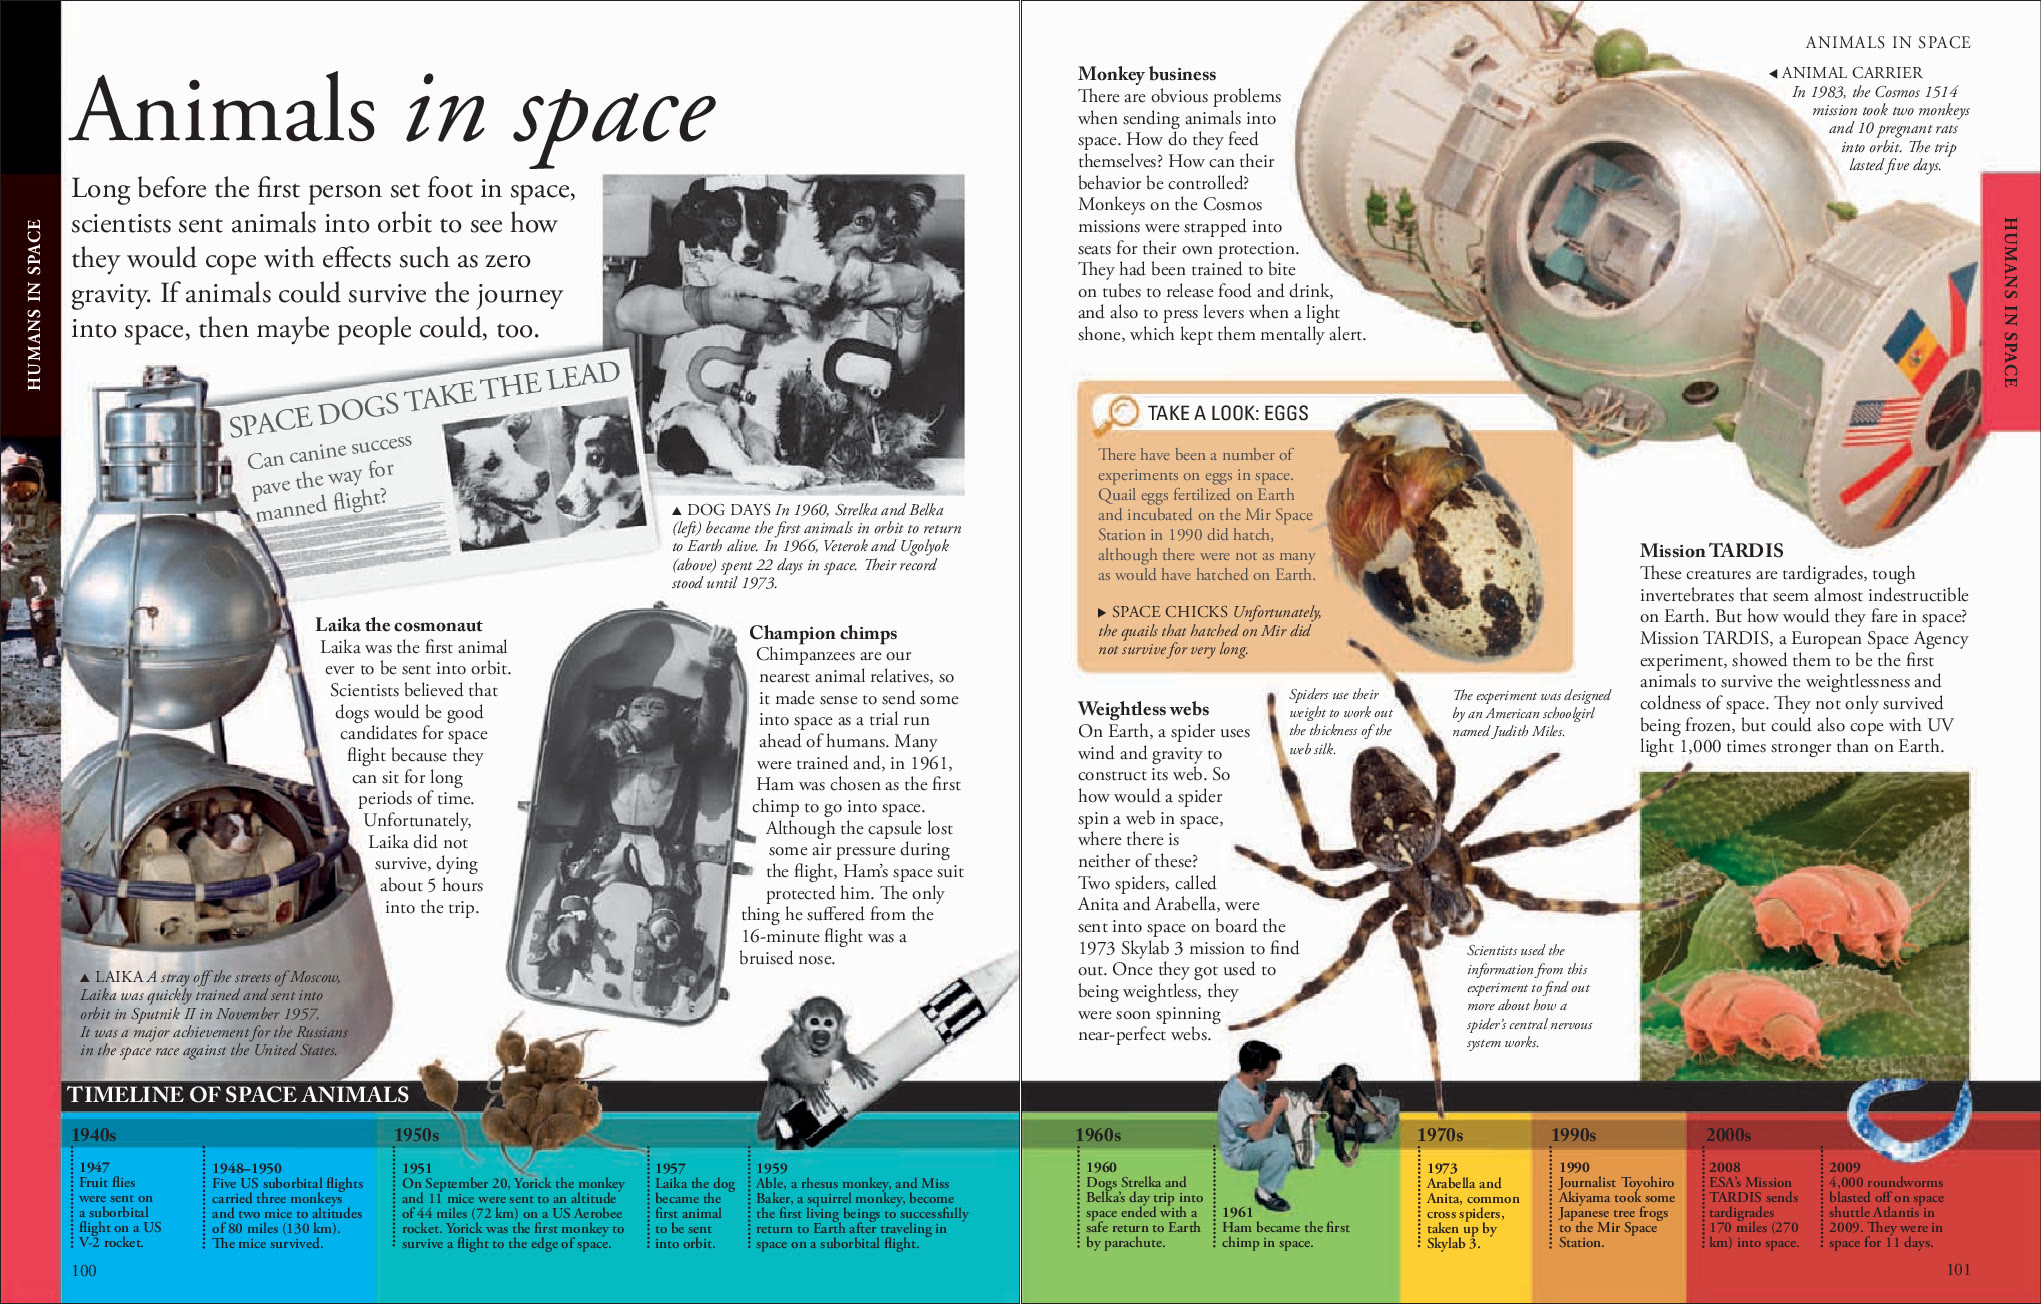 HUMANS IN SPACE
Animals in space
Long before the first person set foot in space,
scientists sent animals into orbit to see how
they would cope with effects such as zero
gravity. If animals could survive the journey
into space, then maybe people could, too.
SPACE DOGS TAKE THE LEAD
Can canine success
pave the way for
manned flight?
▲ DOG DAYS In 1960, Strelka and Belka
(left) became the first animals in orbit to return
to Earth alive. In 1966, Veterok and Ugolyok
(above) spent 22 days in space. Their record
stood until 1973.
Laika the cosmonaut
Laika was the first animal
ever to be sent into orbit.
Scientists believed that
dogs would be good
candidates for space
flight because they
can sit for long
periods of time.
Unfortunately,
Laika did not
survive, dying
about 5 hours
into the trip.
▲ LAIKA A stray off the streets of Moscow,
Laika was quickly trained and sent into
orbit in Sputnik II in November 1957.
It was a major achievement for the Russians
in the space race against the United States.
Champion chimps
Chimpanzees are our
nearest animal relatives, so
it made sense to send some
into space as a trial run
ahead of humans. Many
were trained and, in 1961,
Ham was chosen as the first
chimp to go into space.
Although the capsule lost
some air pressure during
the flight, Ham's space suit
protected him. The only
thing he suffered from the
16-minute flight was a
bruised nose.
TIMELINE OF SPACE ANIMALS
1940s
1947
Fruit flies
were sent on
a suborbital
flight on a US
V-2 rocket.
1948–1950
Five US suborbital flights
carried three monkeys
and two mice to altitudes
of 80 miles (130 km).
The mice survived.
1950s
1951
On September 20, Yorick the monkey
and 11 mice were sent to an altitude
of 44 miles (72 km) on a US Aerobee
rocket. Yorick was the first monkey to
survive a flight to the edge of space.
1957
Laika the dog
became the
first animal
to be sent
into orbit.
1959
Able, a rhesus monkey, and Miss
Baker, a squirrel monkey, become
the first living beings to successfully
return to Earth after traveling in
space on a suborbital flight.
100
ANIMALS IN SPACE
Monkey business
There are obvious problems
when sending animals into
space. How do they feed
themselves? How can their
behavior be controlled?
Monkeys on the Cosmos
missions were strapped into
seats for their own protection.
They had been trained to bite
on tubes to release food and drink,
and also to press levers when a light
shone, which kept them mentally alert.
◀ ANIMAL CARRIER
In 1983, the Cosmos 1514
mission took two monkeys
and 10 pregnant rats
into orbit. The trip
lasted five days.
HUMANS IN SPACE
TAKE A LOOK: EGGS
There have been a number of
experiments on eggs in space.
Quail eggs fertilized on Earth
and incubated on the Mir Space
Station in 1990 did hatch,
although there were not as many
as would have hatched on Earth.
▶ SPACE CHICKS Unfortunately,
the quails that hatched on Mir did
not survive for very long.
Weightless webs
On Earth, a spider uses
wind and gravity to
construct its web. So
how would a spider
spin a web in space,
where there is
neither of these?
Two spiders, called
Anita and Arabella, were
sent into space on board the
1973 Skylab 3 mission to find
out. Once they got used to
being weightless, they
were soon spinning
near-perfect webs.
Spiders use their
weight to work out
the thickness of the
web silk.
The experiment was designed
by an American schoolgirl
named Judith Miles.
Scientists used the
information from this
experiment to find out
more about how a
spider's central nervous
system works.
Mission TARDIS
These creatures are tardigrades, tough
invertebrates that seem almost indestructible
on Earth. But how would they fare in space?
Mission TARDIS, a European Space Agency
experiment, showed them to be the first
animals to survive the weightlessness and
coldness of space. They not only survived
being frozen, but could also cope with UV
light 1,000 times stronger than on Earth.
1960s
1960
Dogs Strelka and
Belka's day trip into
space ended with a
safe return to Earth
by parachute.
1961
Ham became the first
chimp in space.
1970s
1973
Arabella and
Anita, common
cross spiders,
taken up by
Skylab 3.
1990s
1990
Journalist Toyohiro
Akiyama took some
Japanese tree frogs
to the Mir Space
Station.
2000s
2008
ESA's Mission
TARDIS sends
tardigrades
170 miles (270
km) into space.
2009
4,000 roundworms
blasted off on space
shuttle Atlantis in
2009. They were in
space for 11 days.
101